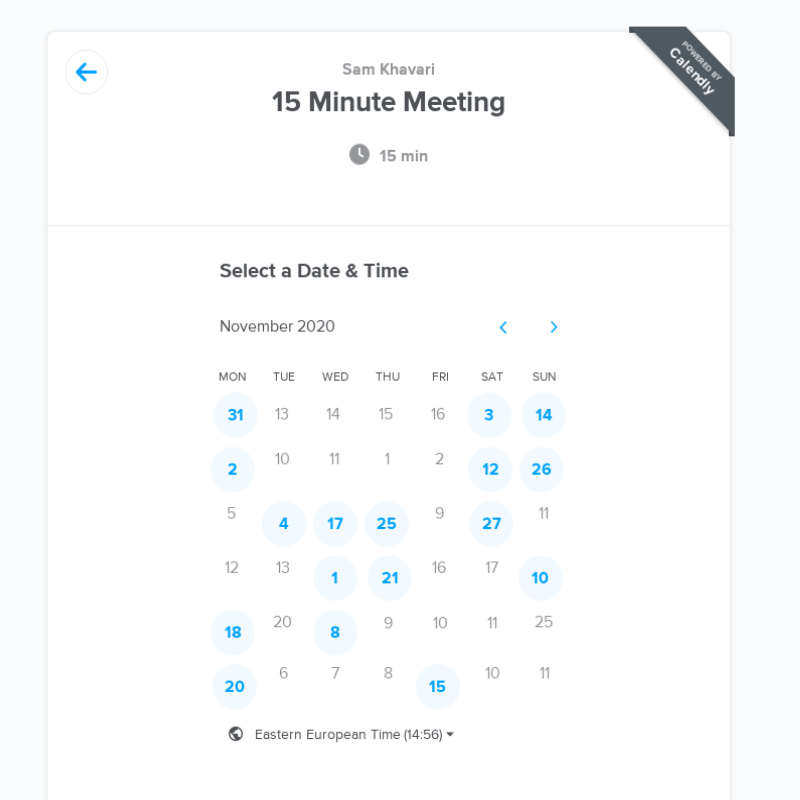 POWERED BY
Calendly
Sam Khavari
15 Minute Meeting
15 min
Select a Date & Time
November 2020
MON TUE WED THU FRI SAT SUN
31 13 14 15 16 3 14
2 10 11 1 2 12 26
5 4 17 25 9 27 11
12 13 1 21 16 17 10
18 20 8 9 10 11 25
20 6 7 8 15 10 11
Eastern European Time (14:56)